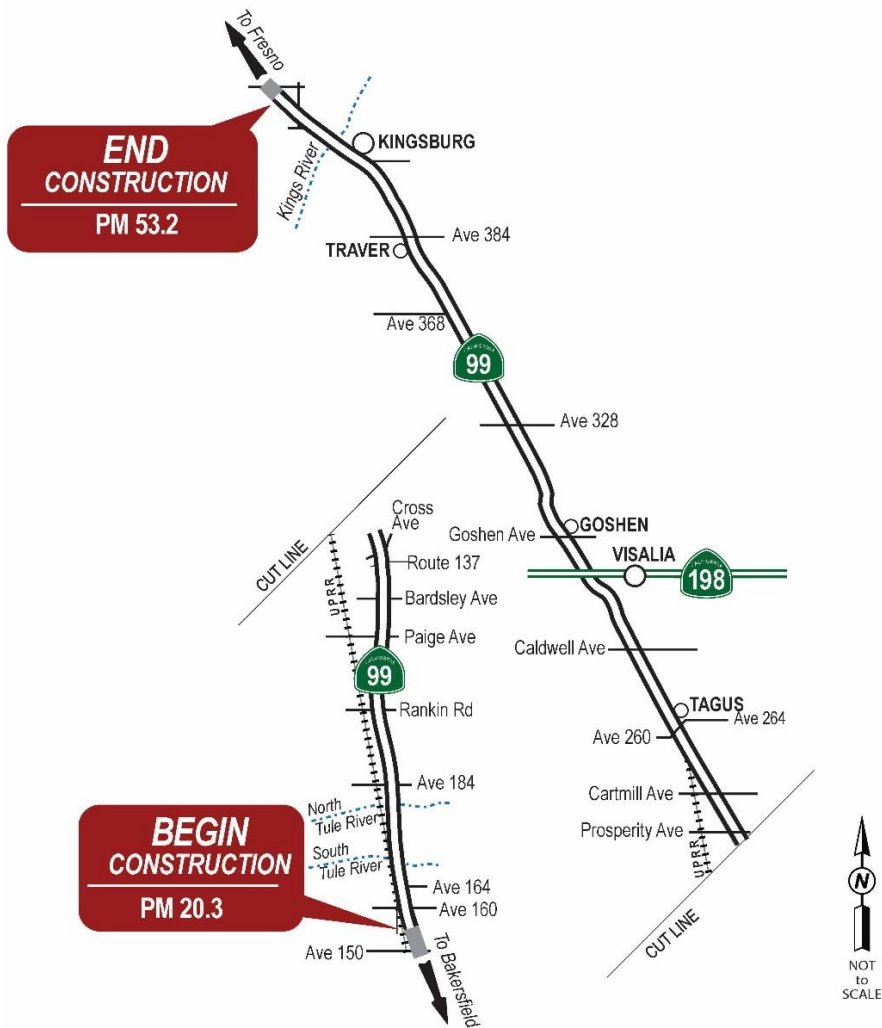 To Fresno
END
CONSTRUCTION
PM 53.2
Kings River
KINGSBURG
Ave 384
TRAVER
Ave 368
CALIFORNIA
99
Ave 328
CUT LINE
Cross
Ave
Goshen Ave
GOSHEN
VISALIA
CALIFORNIA
198
UPRR
Route 137
Bardsley Ave
Paige Ave
Caldwell Ave
CALIFORNIA
99
Rankin Rd
TAGUS
Ave 264
Ave 260
Ave 184
North
Tule River
South
Tule River
Cartmill Ave
Prosperity Ave
UPRR
CUT LINE
BEGIN
CONSTRUCTION
PM 20.3
Ave 164
Ave 160
Ave 150
To Bakersfield
N
NOT
to
SCALE